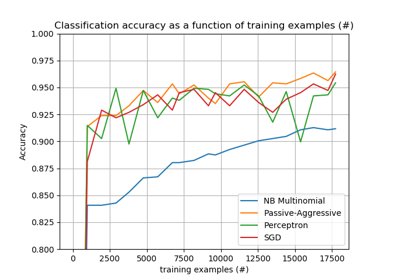 Classification accuracy as a function of training examples (#)
1.000
0.975
0.950
0.925
0.900
0.875
0.850
0.825
0.800
Accuracy
NB Multinomial
Passive-Aggressive
Perceptron
SGD
0 2500 5000 7500 10000 12500 15000 17500
training examples (#)